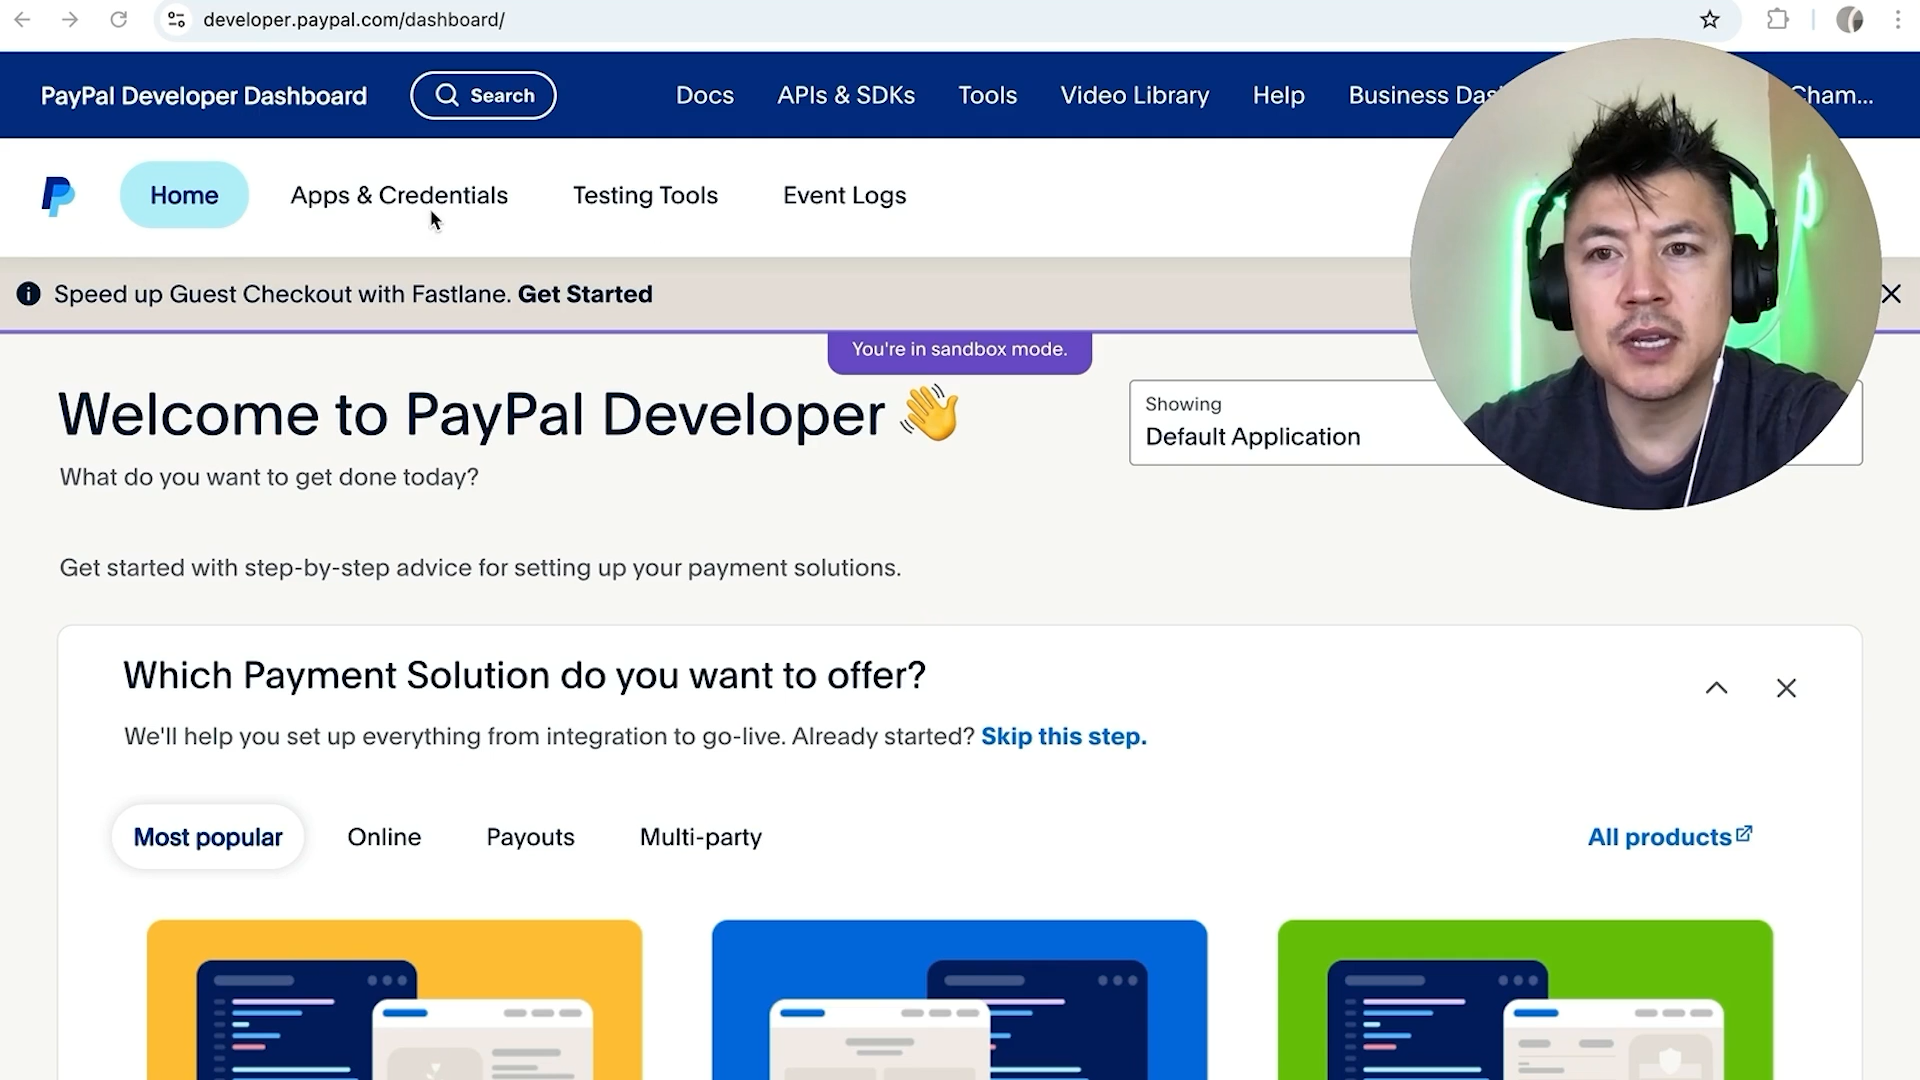 developer.paypal.com/dashboard/
PayPal Developer Dashboard
Search
Docs
APIs & SDKs
Tools
Video Library
Help
Business
Cham...
Home
Apps & Credentials
Testing Tools
Event Logs
Speed up Guest Checkout with Fastlane. Get Started
You're in sandbox mode.
Welcome to PayPal Developer 👋
What do you want to get done today?
Showing
Default Application
Get started with step-by-step advice for setting up your payment solutions.
Which Payment Solution do you want to offer?
We'll help you set up everything from integration to go-live. Already started? Skip this step.
Most popular
Online
Payouts
Multi-party
All products